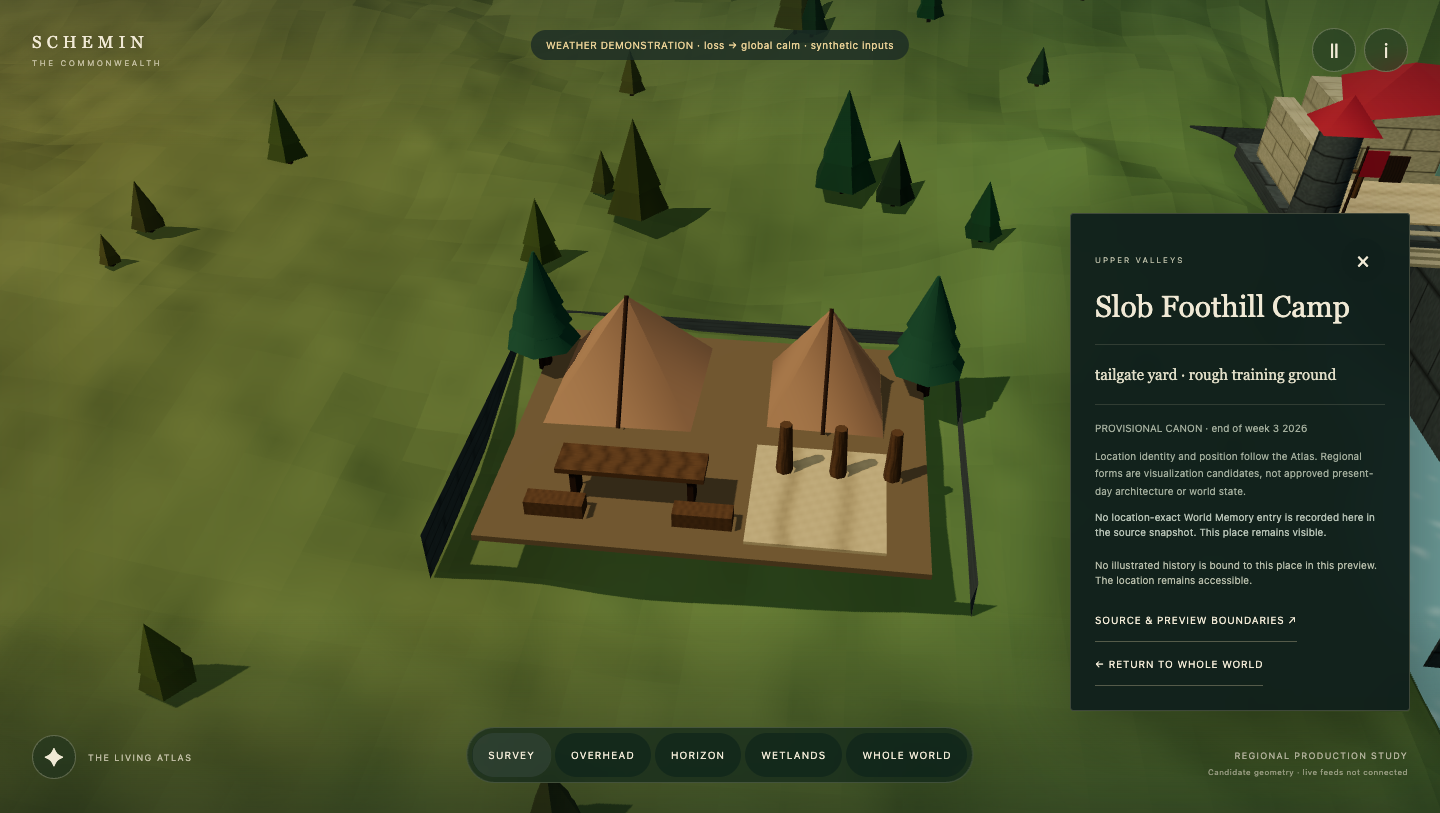 SCHEMIN
THE COMMONWEALTH
WEATHER DEMONSTRATION · loss → global calm · synthetic inputs
i
UPPER VALLEYS
Slob Foothill Camp
tailgate yard · rough training ground
PROVISIONAL CANON · end of week 3 2026
Location identity and position follow the Atlas. Regional
forms are visualization candidates, not approved present-
day architecture or world state.
No location-exact World Memory entry is recorded here in
the source snapshot. This place remains visible.
No illustrated history is bound to this place in this preview.
The location remains accessible.
SOURCE & PREVIEW BOUNDARIES ↗
← RETURN TO WHOLE WORLD
THE LIVING ATLAS
SURVEY
OVERHEAD
HORIZON
WETLANDS
WHOLE WORLD
REGIONAL PRODUCTION STUDY
Candidate geometry · live feeds not connected